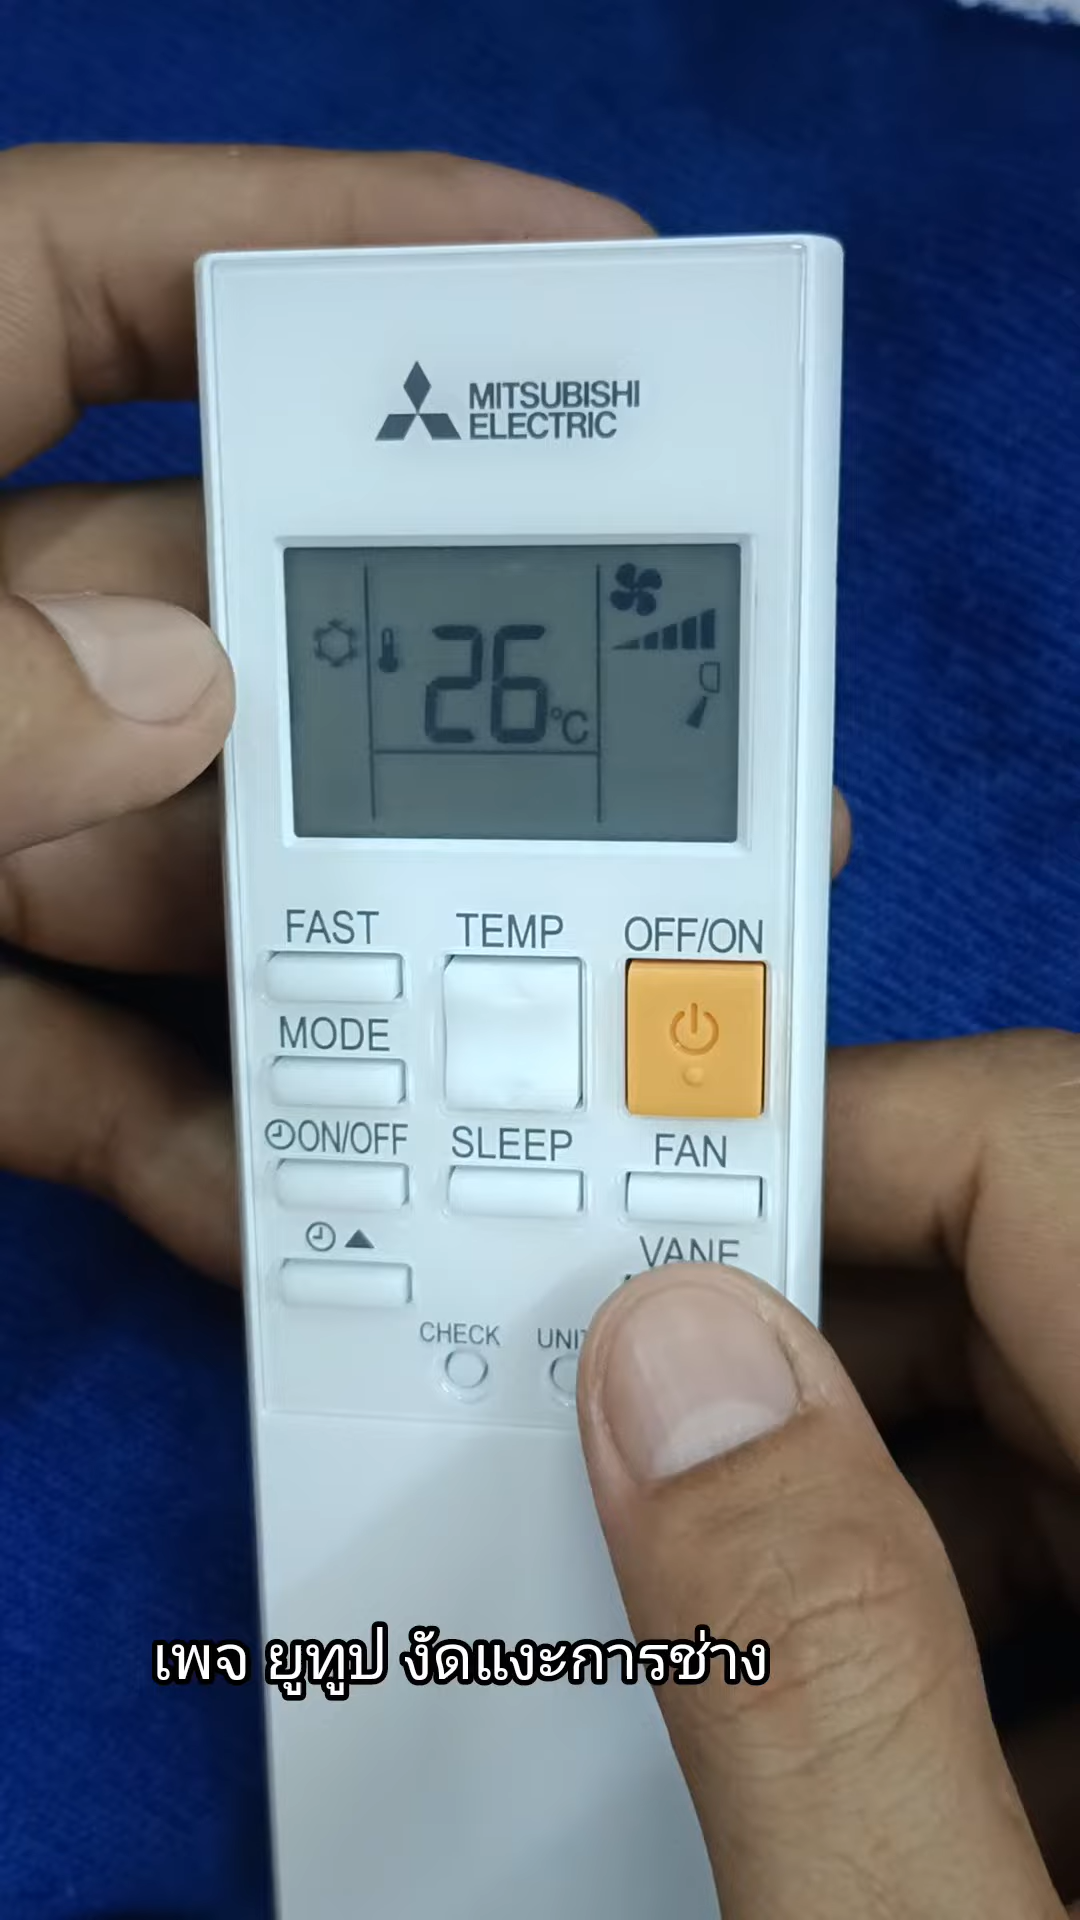 MITSUBISHI
ELECTRIC
26°C
FAST
TEMP
OFF/ON
MODE
ON/OFF
SLEEP
FAN
▲
VANE
CHECK
เพจ ยูทูป งัดแงะการช่าง